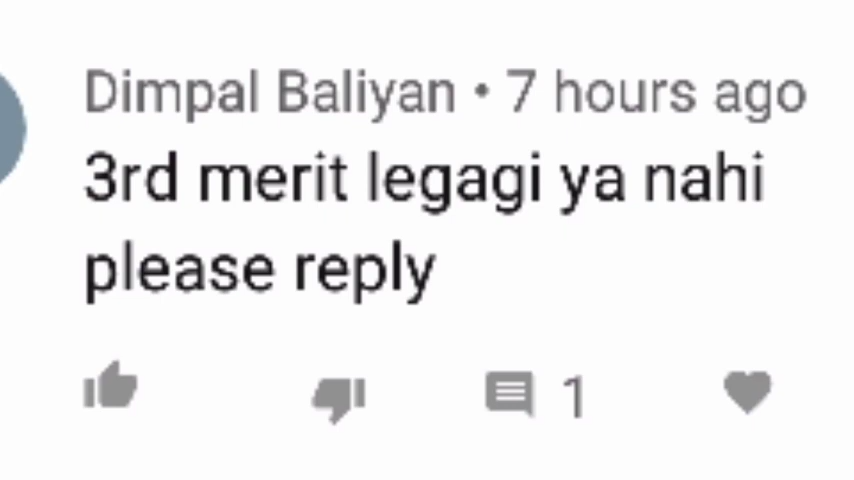 Dimpal Baliyan • 7 hours ago
3rd merit legagi ya nahi
please reply
1